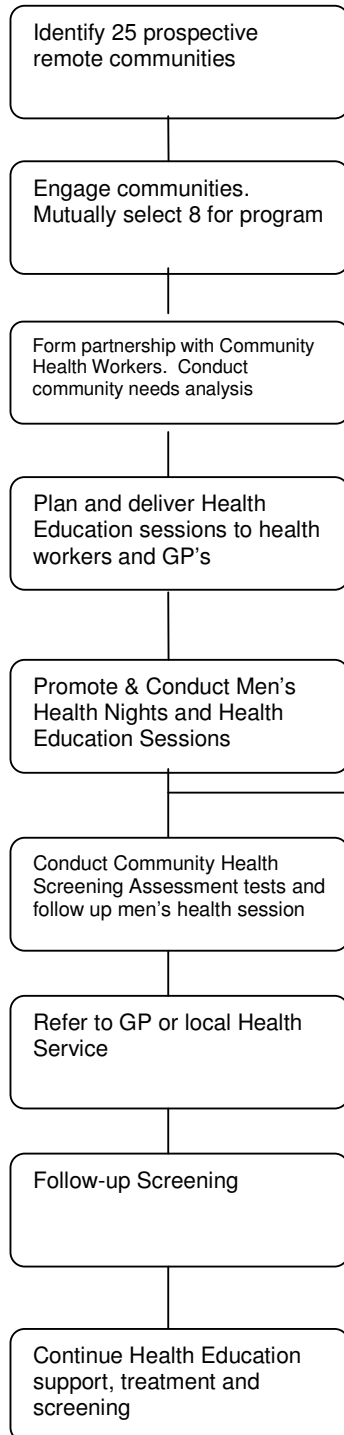 Identify 25 prospective
remote communities
Engage communities.
Mutually select 8 for program
Form partnership with Community
Health Workers.  Conduct
community needs analysis
Plan and deliver Health
Education sessions to health
workers and GP’s
Promote & Conduct Men’s
Health Nights and Health
Education Sessions
Conduct Community Health
Screening Assessment tests and
follow up men’s health session
Refer to GP or local Health
Service
Follow-up Screening
Continue Health Education
support, treatment and
screening